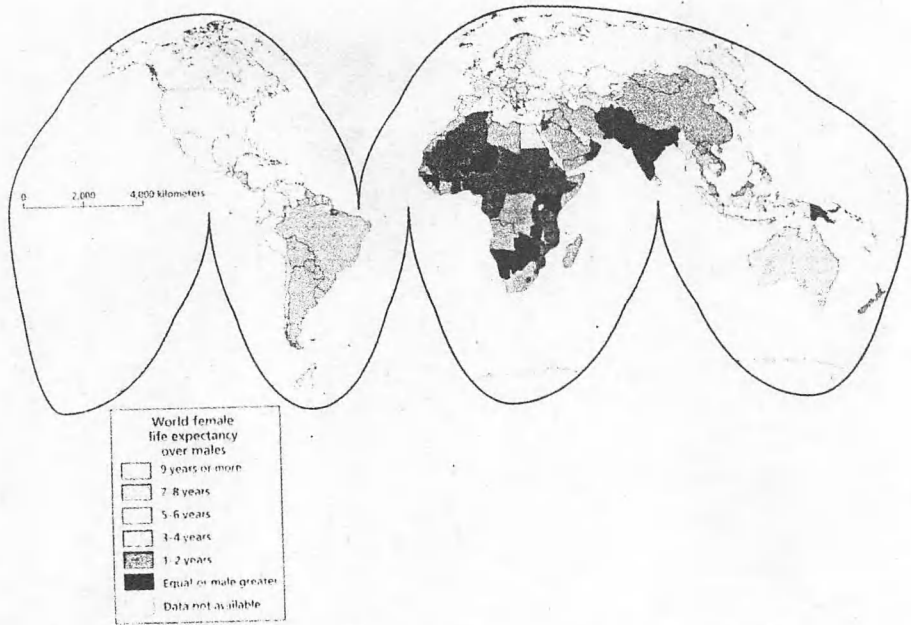 0 2,000 4,000 kilometers
World female
life expectancy
over males
9 years or more
7-8 years
5-6 years
3-4 years
1-2 years
Equal or male greater
Data not available